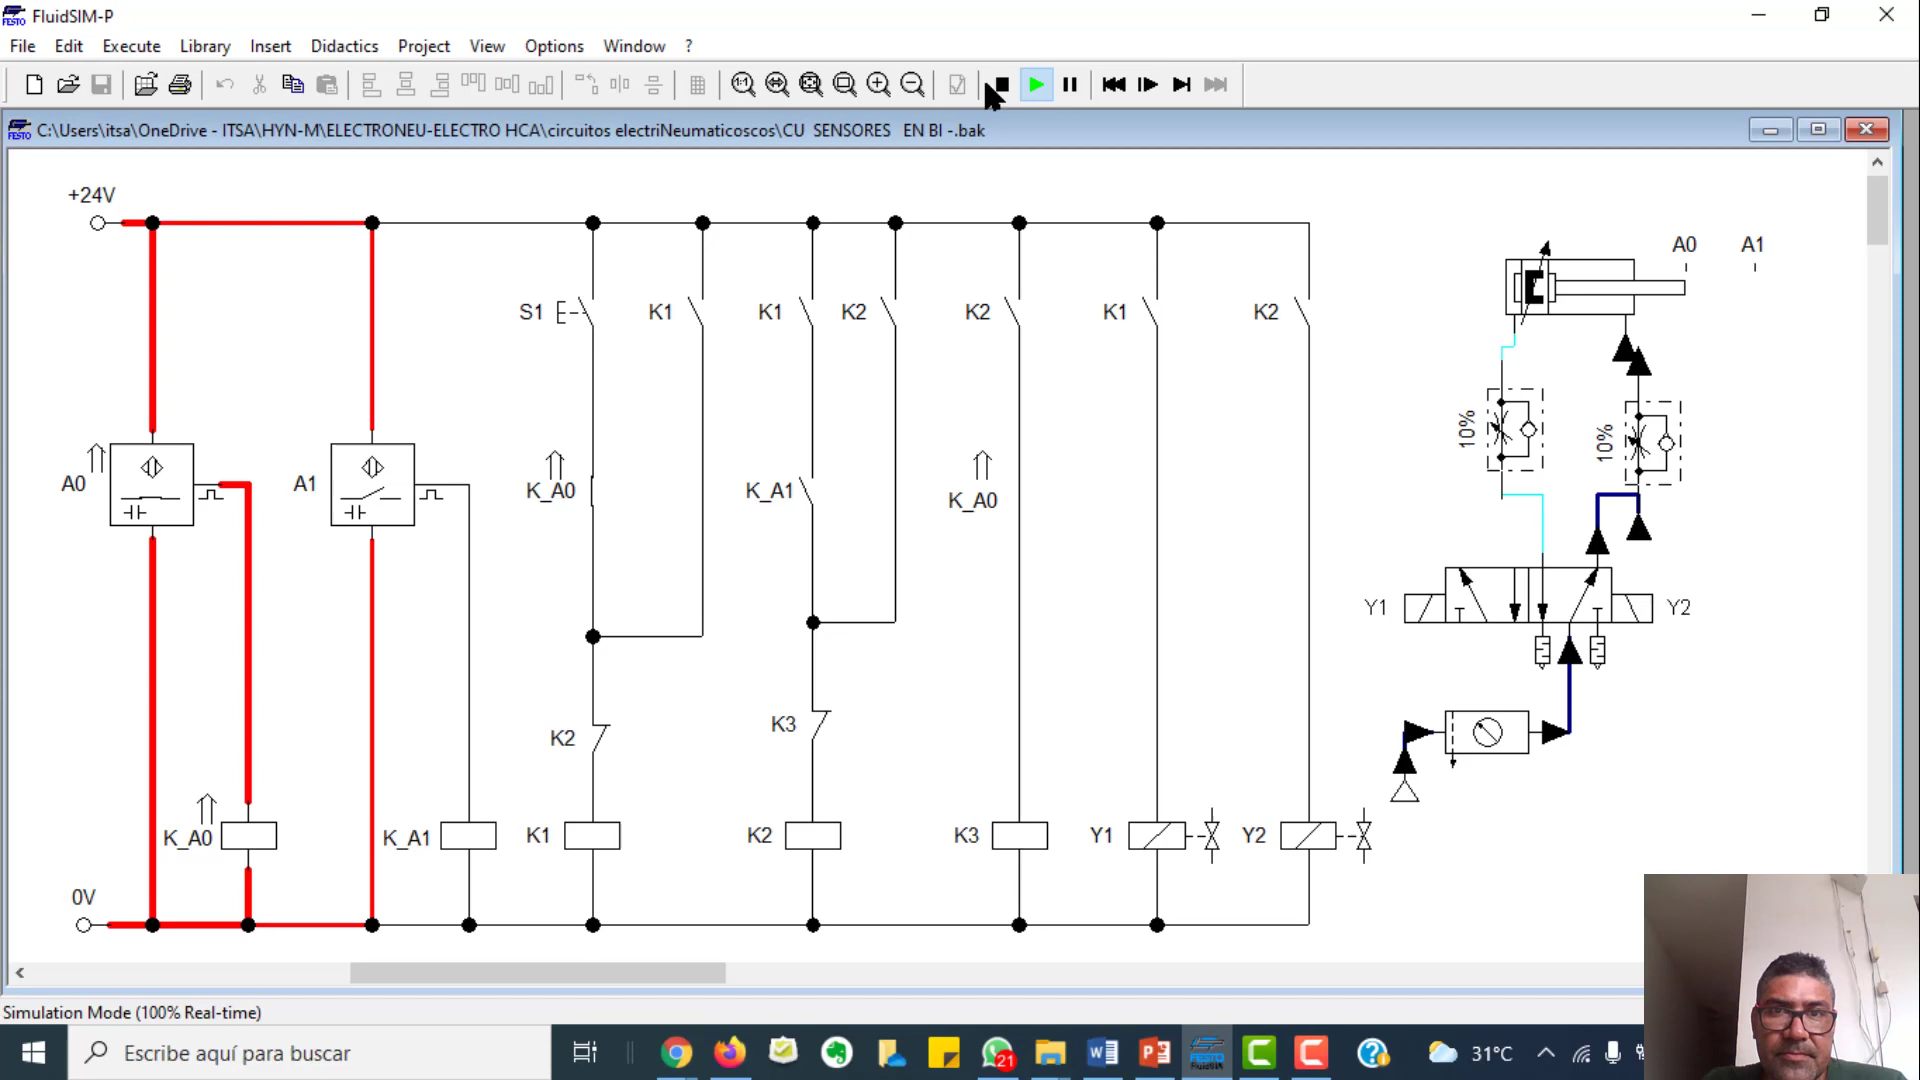 FluidSIM-P
File Edit Execute Library Insert Didactics Project View Options Window ?
1:1
C:\Users\itsa\OneDrive - ITSA\HYN-M\ELECTRONEU-ELECTRO HCA\circuitos electriNeumaticoscos\CU SENSORES EN BI -.bak
+24V
A0 A1
S1 K1 K1 K2 K2 K1 K2
10% 10%
A0 A1 K_A0 K_A1 K_A0
Y1 Y2
K2 K3
K_A0 K_A1 K1 K2 K3 Y1 Y2
0V
Simulation Mode (100% Real-time)
Escribe aquí para buscar
21
31°C